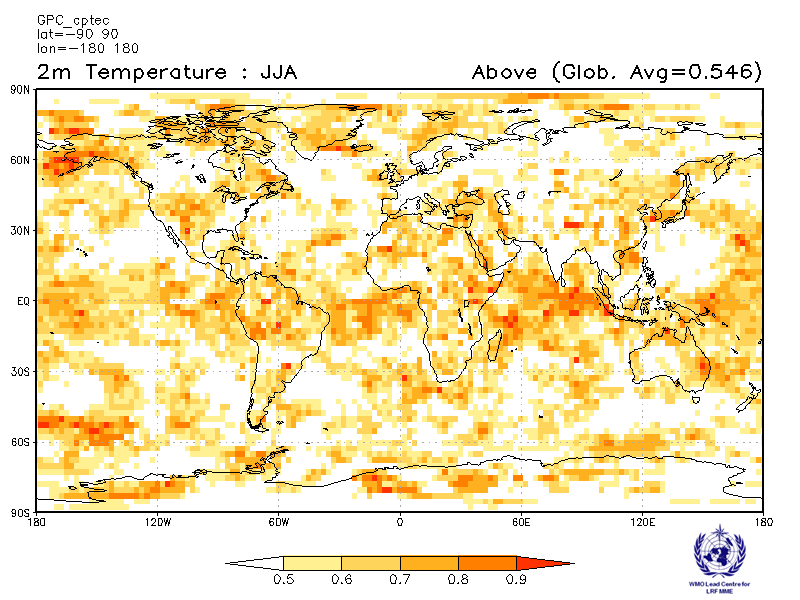 GPC_cptec
lat=-90 90
lon=-180 180
2m Temperature : JJA
Above (Glob. Avg=0.546)
90N
60N
30N
EQ
30S
60S
90S
180 120W 60W 0 60E 120E 180
0.5 0.6 0.7 0.8 0.9
WMO Lead Centre for
LRF MME